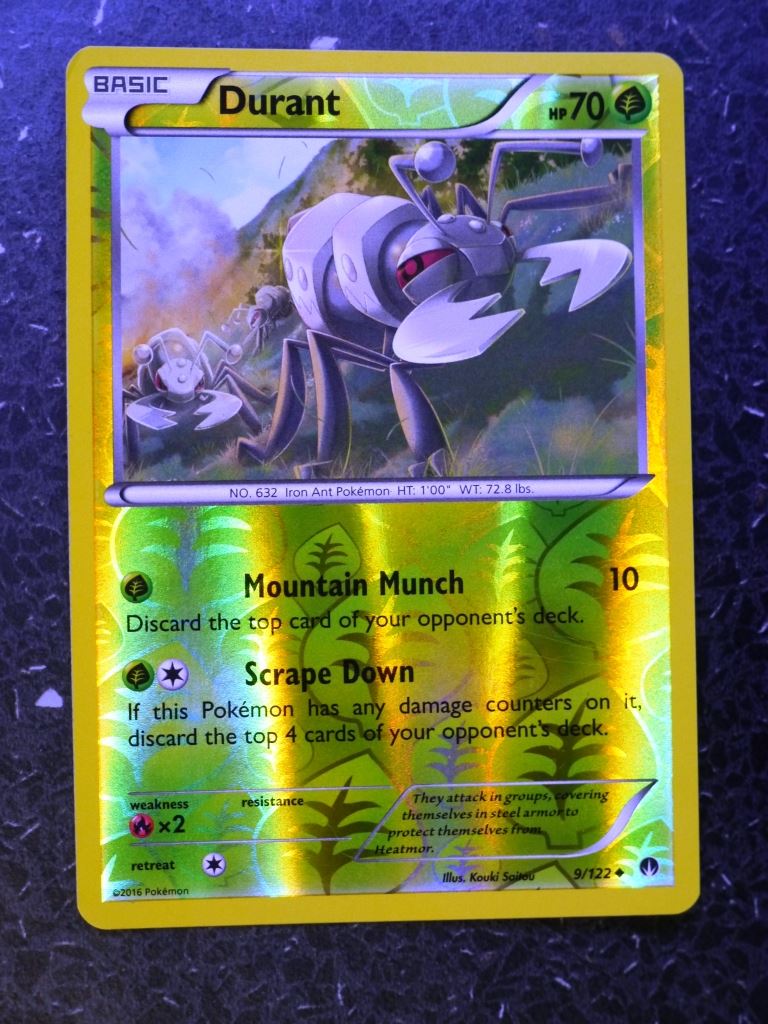 BASIC
Durant
HP70
NO. 632 Iron Ant Pokémon HT: 1'00" WT: 72.8 lbs.
Mountain Munch 10
Discard the top card of your opponent's deck.
Scrape Down
If this Pokémon has any damage counters on it,
discard the top 4 cards of your opponent's deck.
weakness resistance
×2
They attack in groups, covering
themselves in steel armor to
protect themselves from
Heatmor.
retreat
Illus. Kouki Saitou 9/122
©2016 Pokémon